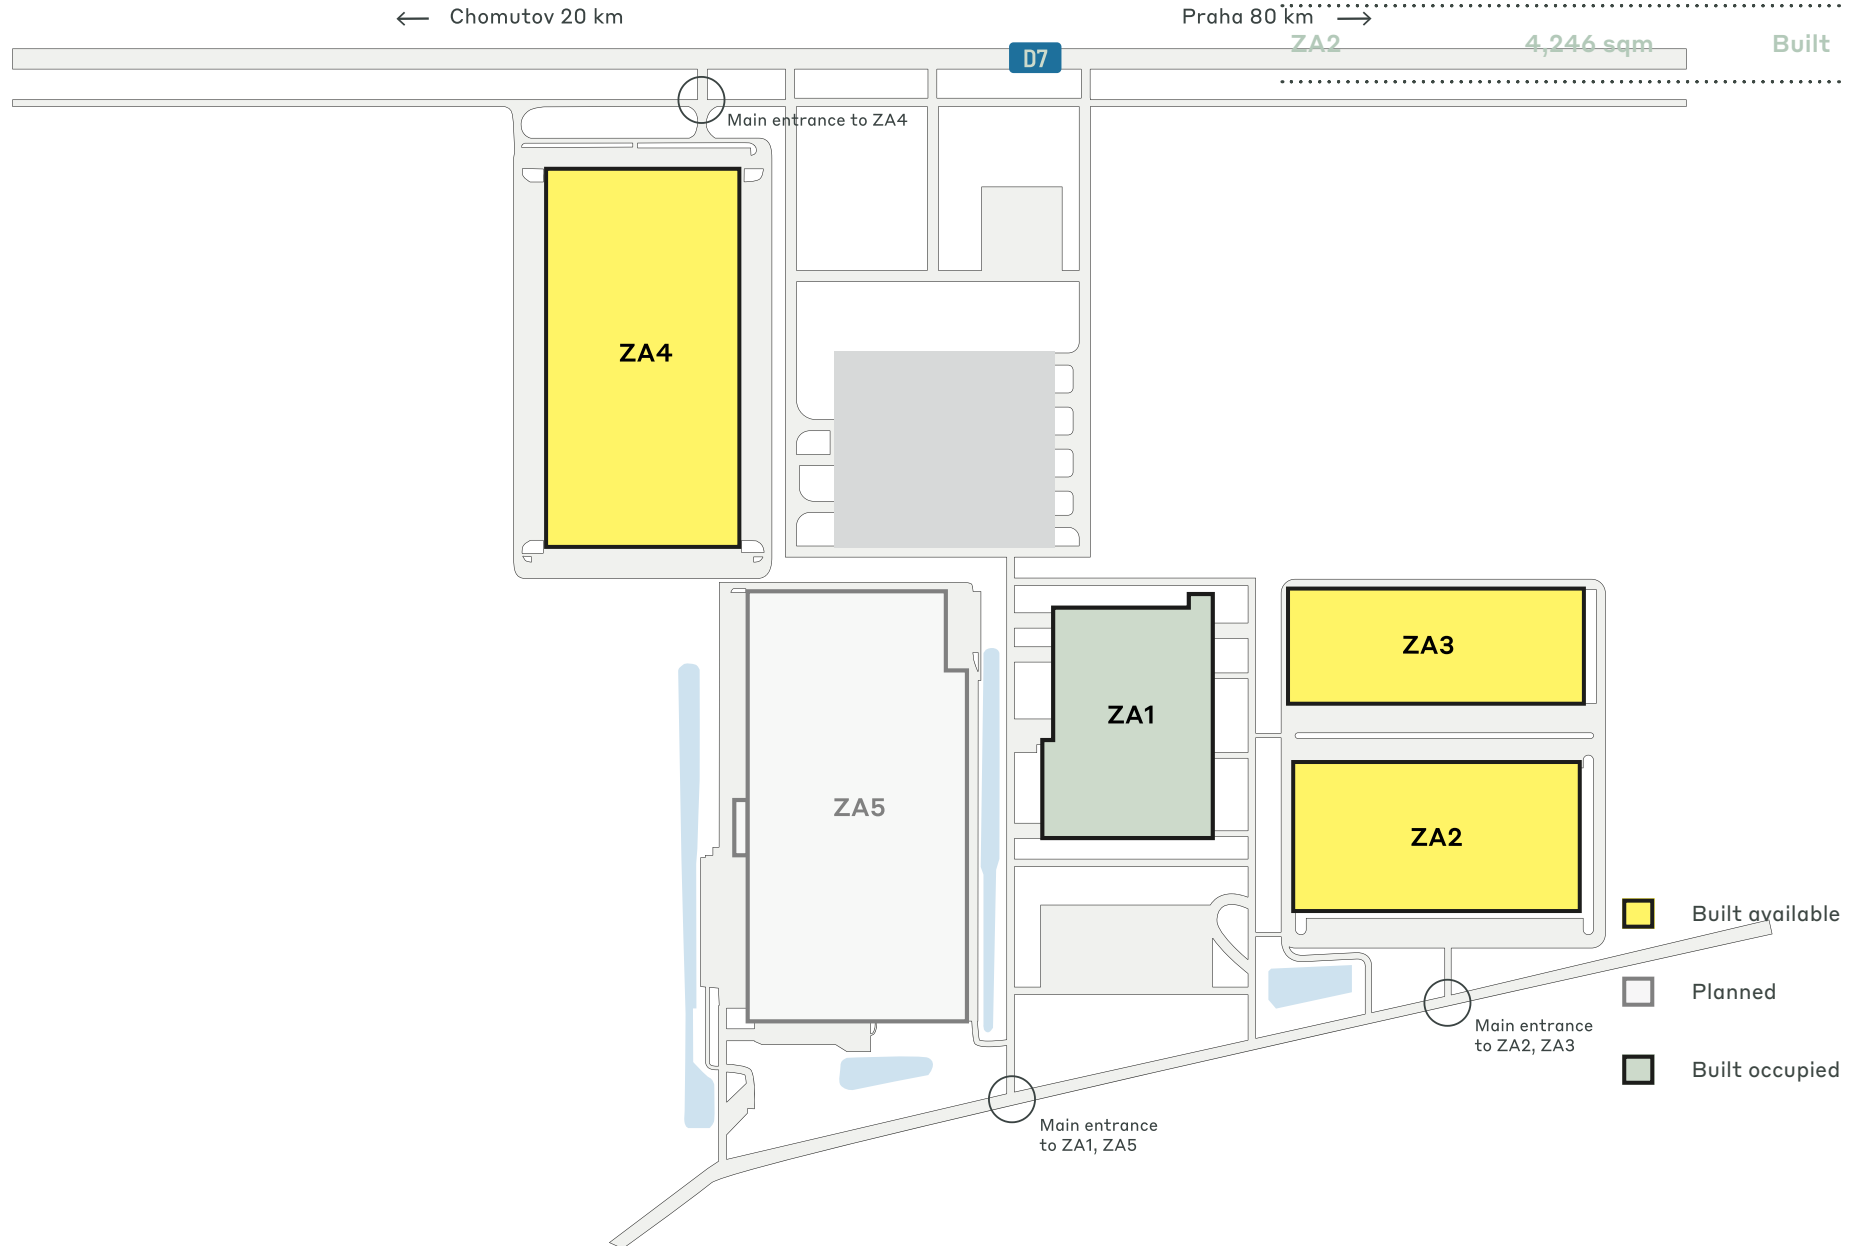 Chomutov 20 km
Praha 80 km
D7
ZA2 4,246 sqm Built
Main entrance to ZA4
ZA4
ZA3
ZA1
ZA5
ZA2
Built available
Planned
Main entrance
to ZA2, ZA3
Built occupied
Main entrance
to ZA1, ZA5